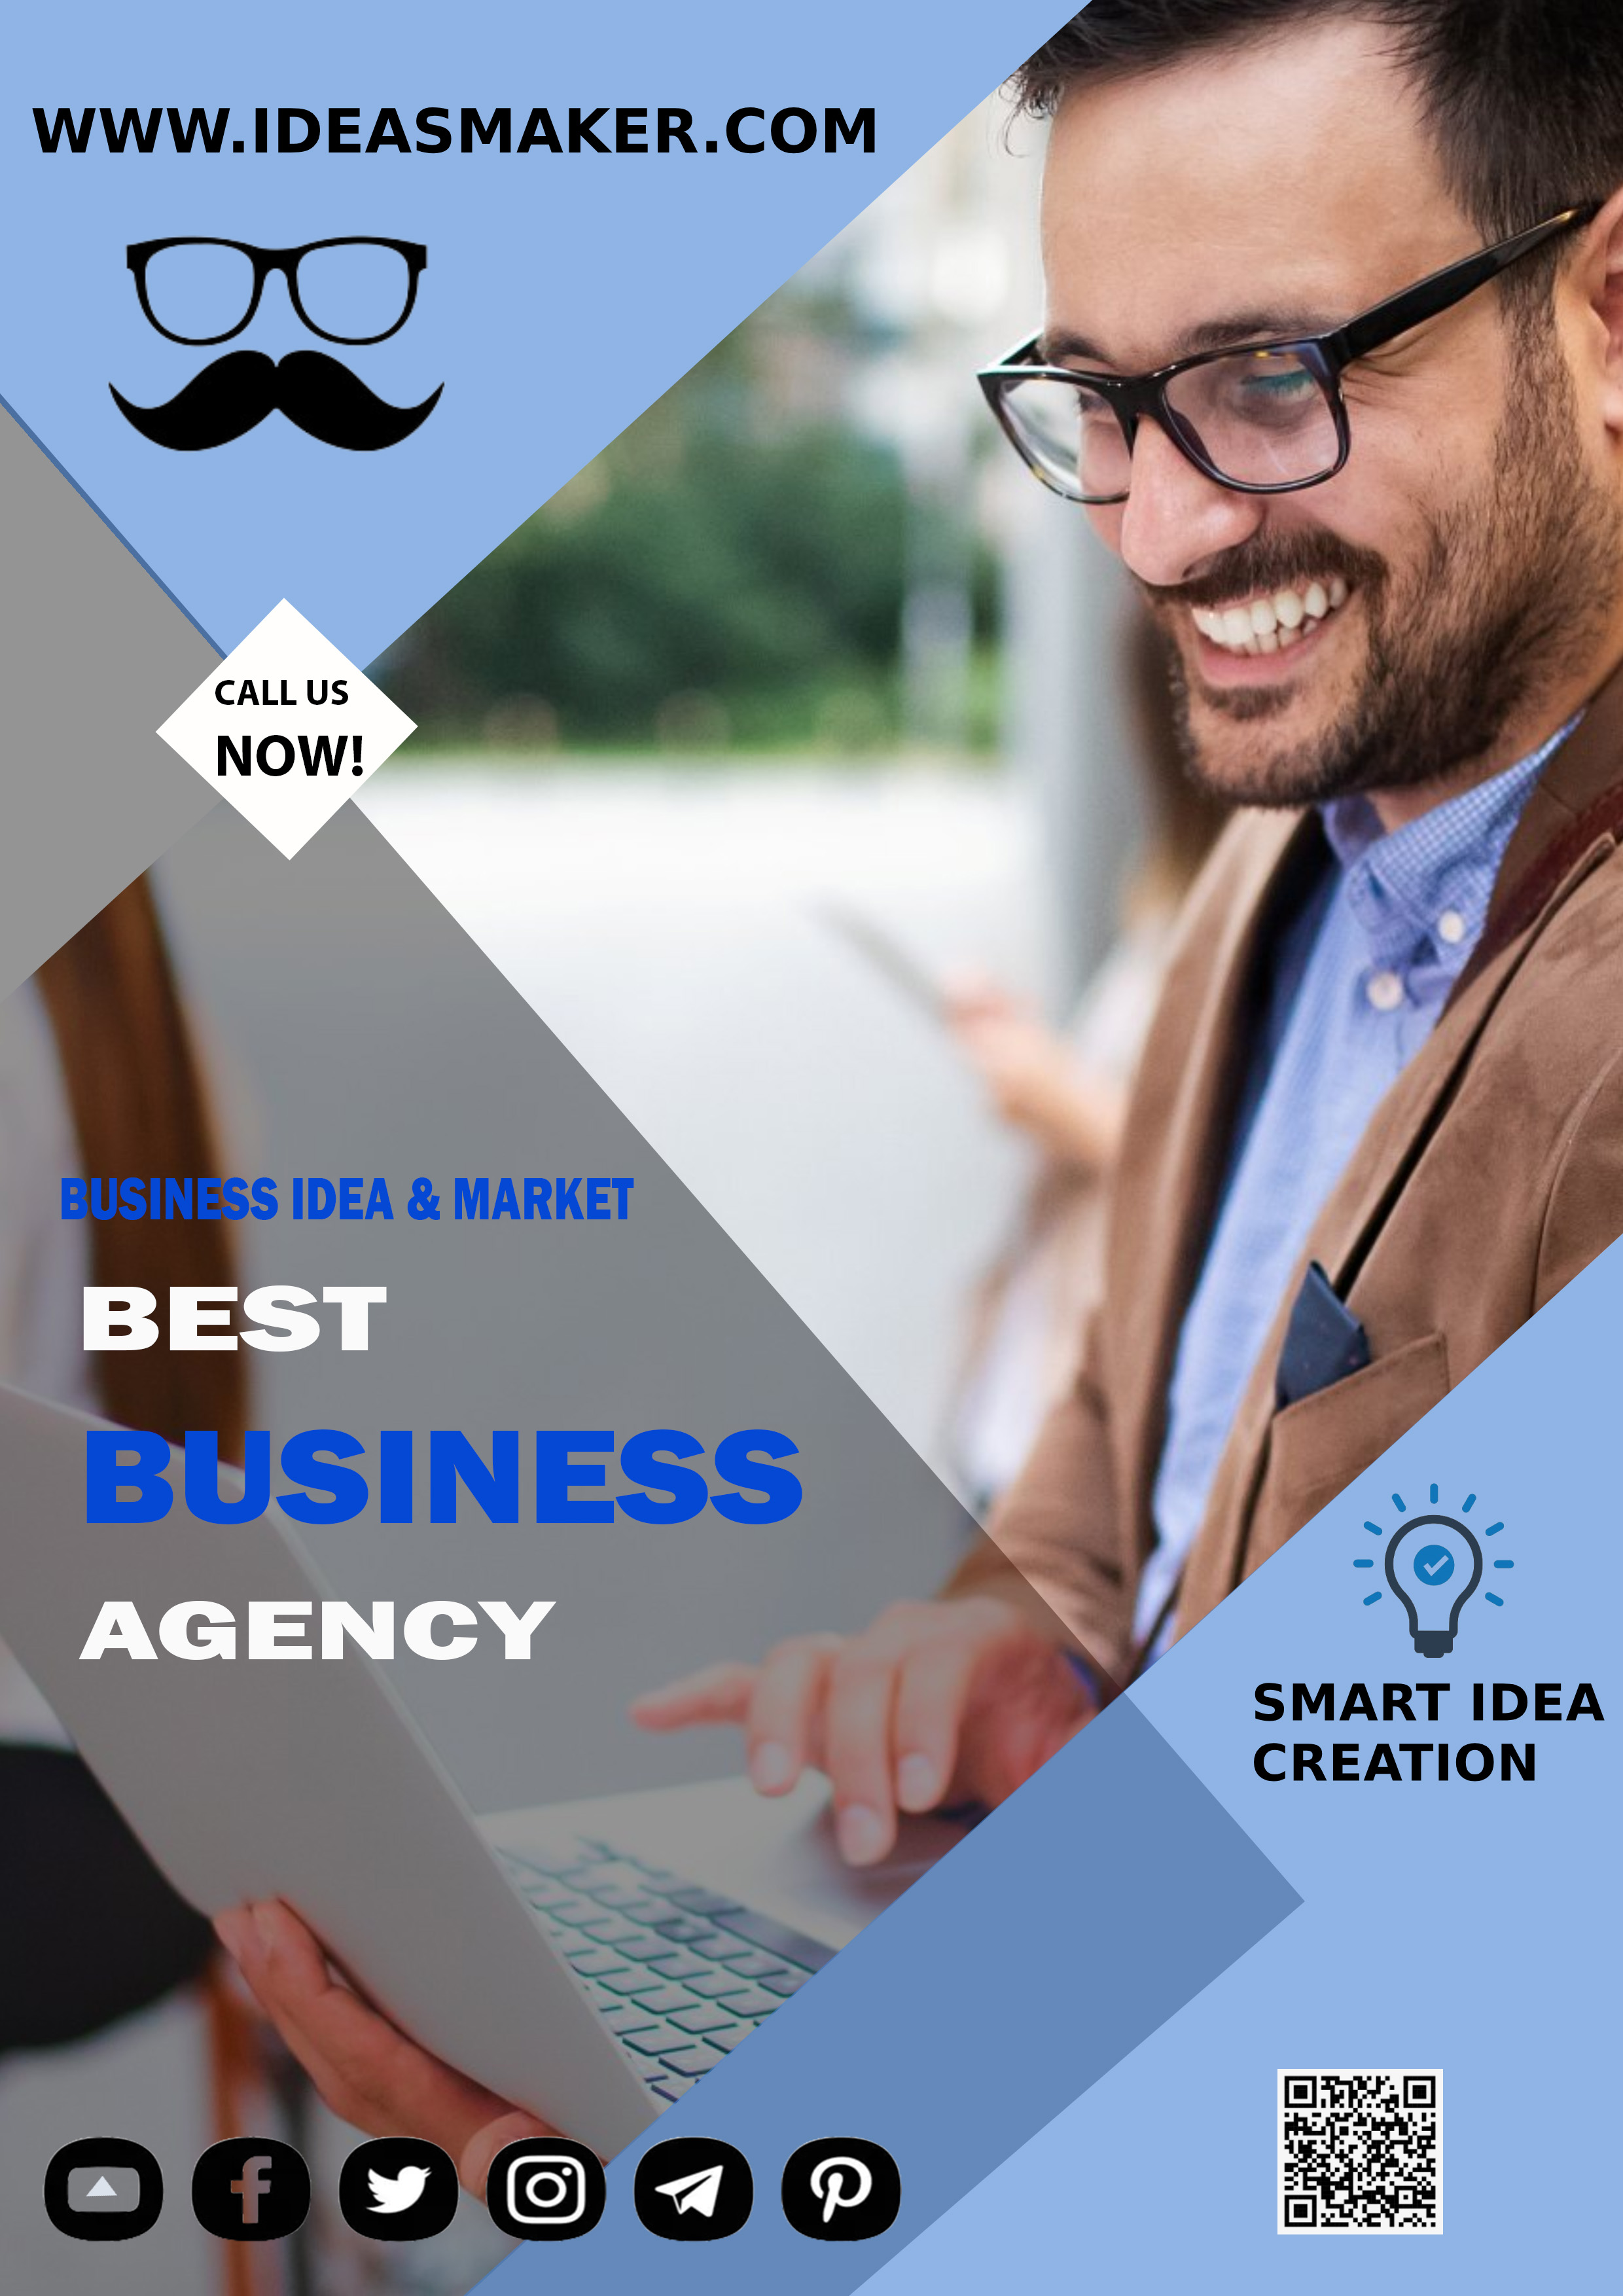 WWW.IDEASMAKER.COM
CALL US
NOW!
BUSINESS IDEA & MARKET
BEST
BUSINESS
AGENCY
SMART IDEA
CREATION